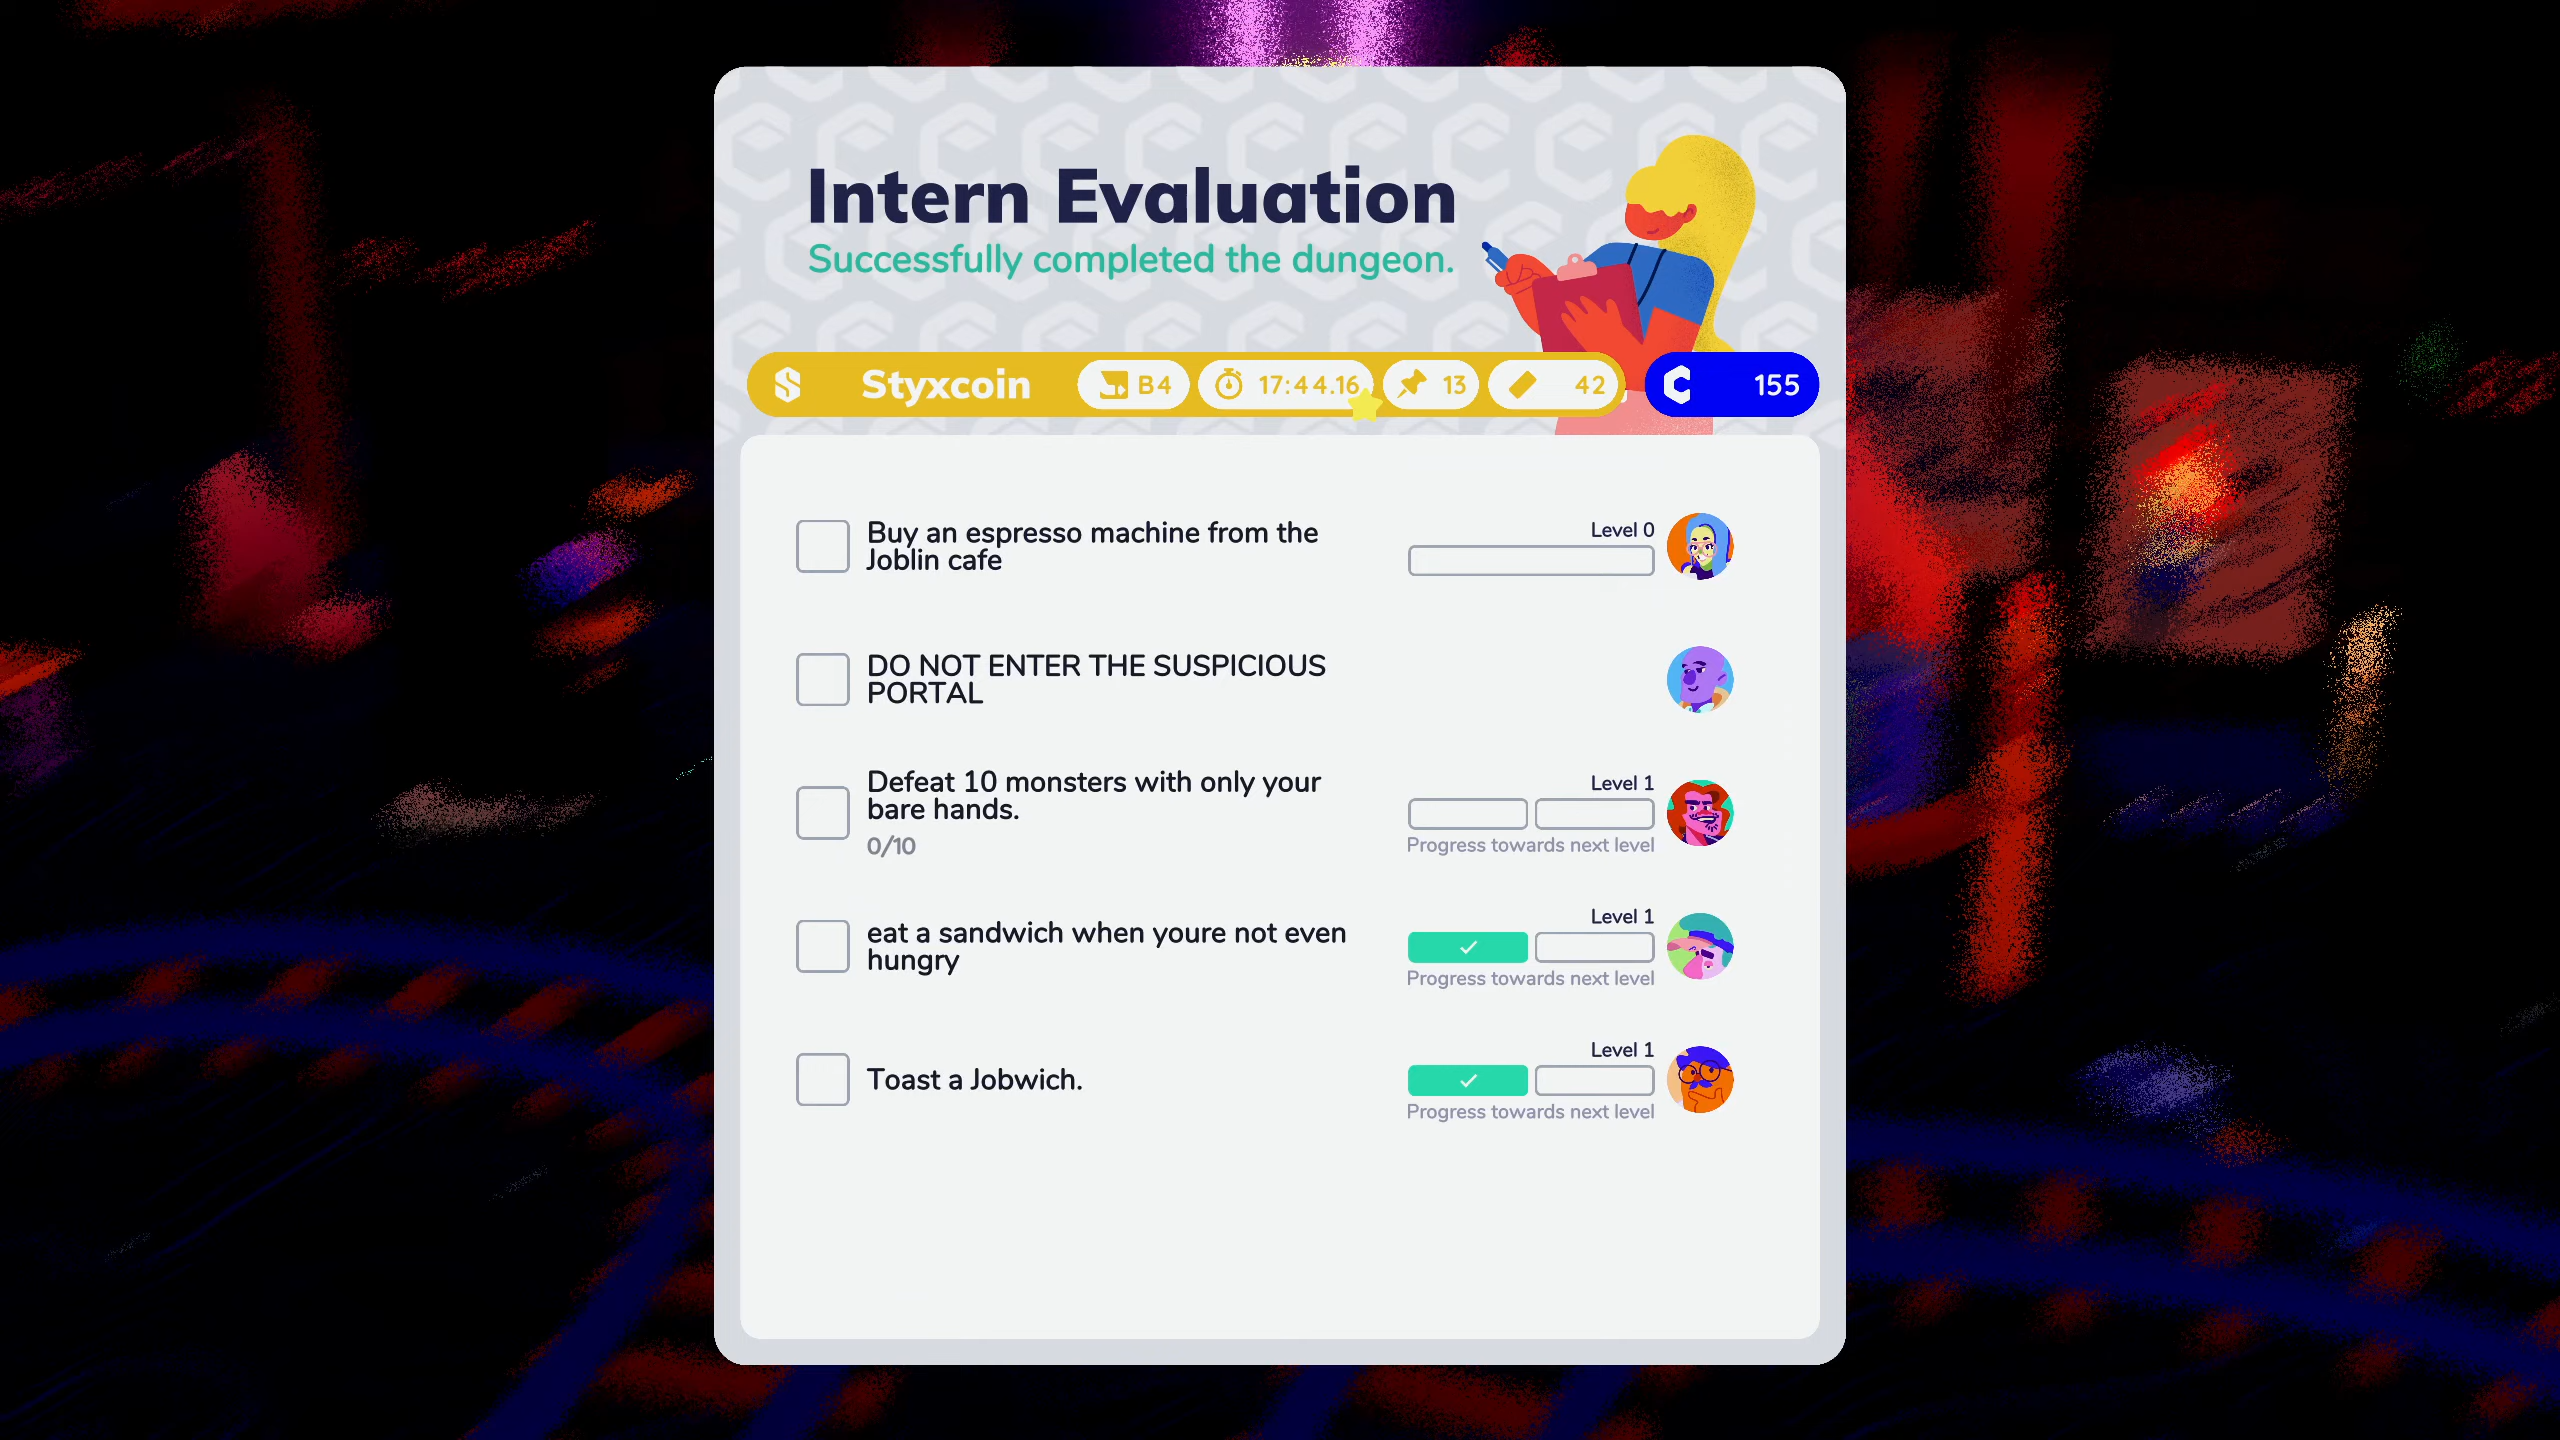 Intern Evaluation
Successfully completed the dungeon.
Styxcoin B4 17:44.16 13 42 155
Buy an espresso machine from the
Joblin cafe
Level 0
DO NOT ENTER THE SUSPICIOUS
PORTAL
Defeat 10 monsters with only your
bare hands.
0/10
Level 1
Progress towards next level
eat a sandwich when youre not even
hungry
Level 1
Progress towards next level
Toast a Jobwich.
Level 1
Progress towards next level